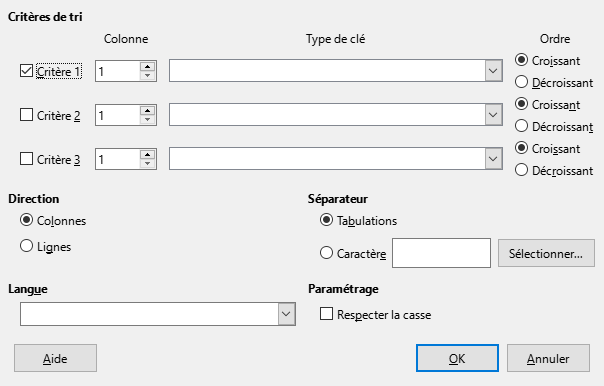 Critères de tri
Colonne Type de clé Ordre
Critère 1 1 Croissant
Décroissant
Critère 2 1 Croissant
Décroissant
Critère 3 1 Croissant
Décroissant
Direction Séparateur
Colonnes Tabulations
Lignes Caractère Sélectionner...
Langue Paramétrage
Respecter la casse
Aide OK Annuler